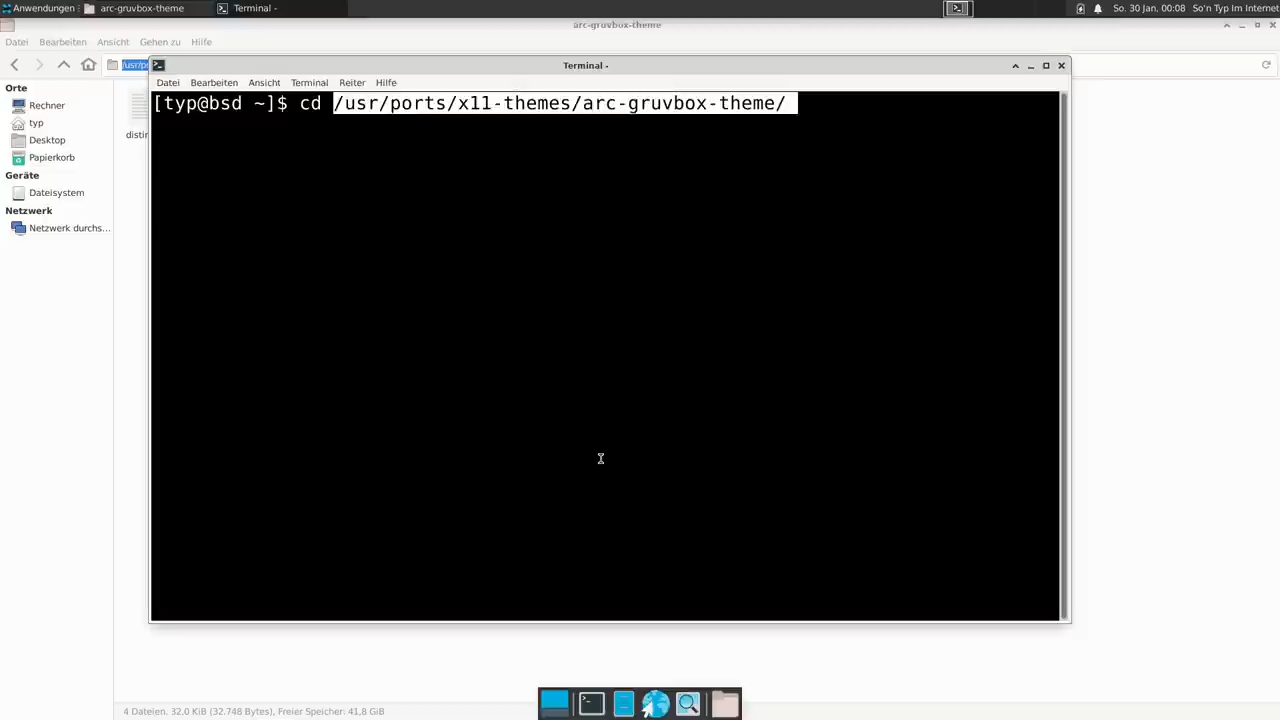 Anwendungen
arc-gruvbox-theme
Terminal -
So. 30 Jan, 00:08
So'n Typ Im Internet
arc-gruvbox-theme
Datei Bearbeiten Ansicht Gehen zu Hilfe
Terminal -
Datei Bearbeiten Ansicht Terminal Reiter Hilfe
[typ@bsd ~]$ cd /usr/ports/x11-themes/arc-gruvbox-theme/
Orte
Rechner
typ
Desktop
Papierkorb
Geräte
Dateisystem
Netzwerk
Netzwerk durchs...
4 Dateien. 32,0 KiB (32.748 Bytes), Freier Speicher: 41,8 GiB